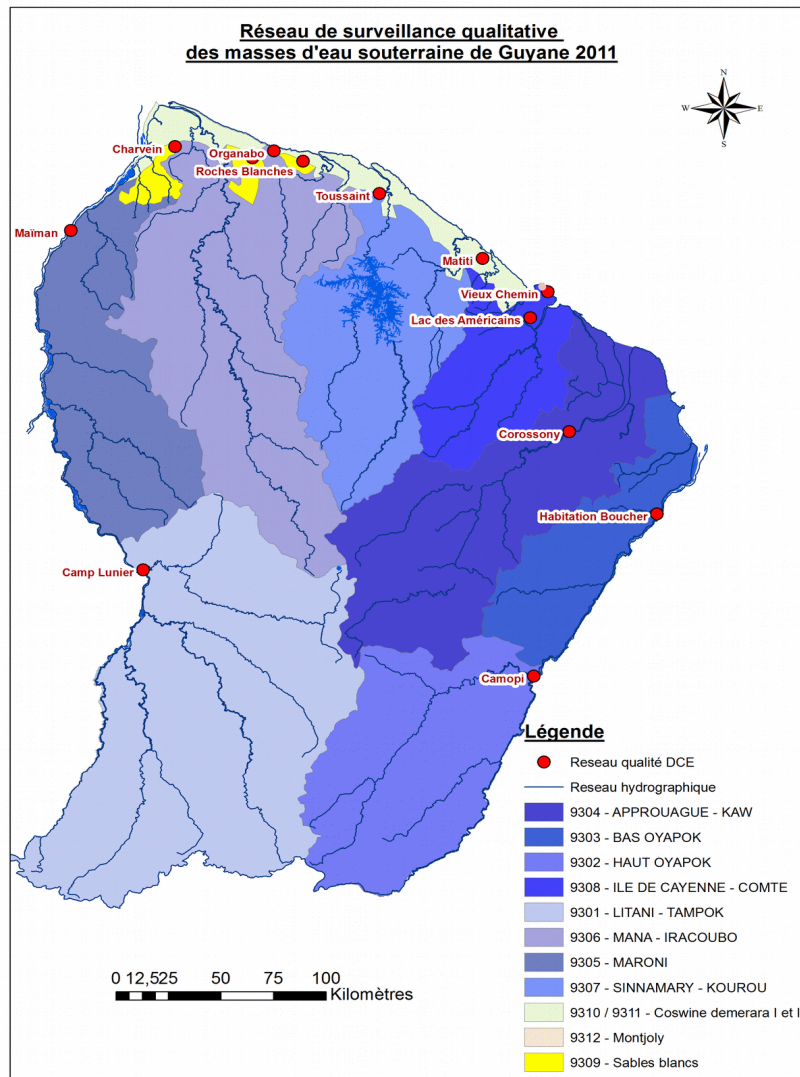 Réseau de surveillance qualitative
des masses d'eau souterraine de Guyane 2011
N
W E
S
Charvein
Organabo
Roches Blanches
Toussaint
Maïman
Matiti
Vieux Chemin
Lac des Américains
Corossony
Habitation Boucher
Camp Lunier
Camopi
Légende
Reseau qualité DCE
Reseau hydrographique
9304 - APPROUAGUE - KAW
9303 - BAS OYAPOK
9302 - HAUT OYAPOK
9308 - ILE DE CAYENNE - COMTE
9301 - LITANI - TAMPOK
9306 - MANA - IRACOUBO
9305 - MARONI
9307 - SINNAMARY - KOUROU
9310 / 9311 - Coswine demerara I et I
9312 - Montjoly
9309 - Sables blancs
0 12,525 50 75 100
Kilomètres